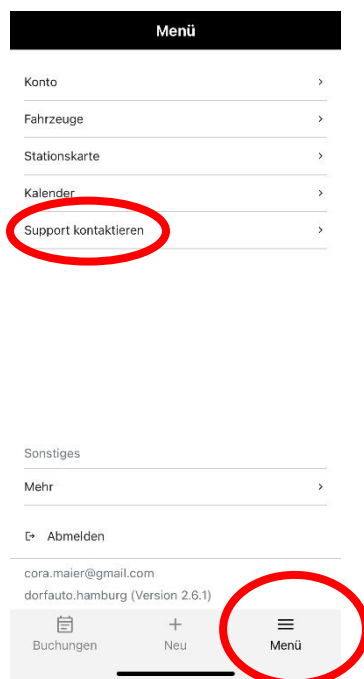 Menü
Konto
Fahrzeuge
Stationskarte
Kalender
Support kontaktieren
Sonstiges
Mehr
Abmelden
cora.maier@gmail.com
dorfauto.hamburg (Version 2.6.1)
Buchungen Neu Menü